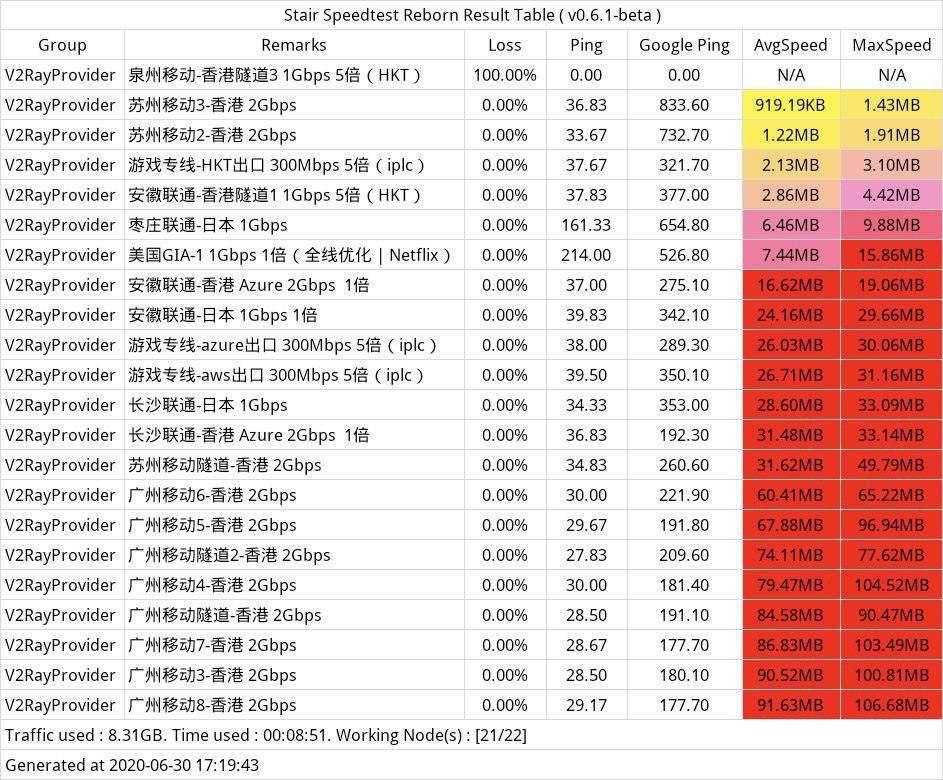 Stair Speedtest Reborn Result Table ( v0.6.1-beta )
Group Remarks Loss Ping Google Ping AvgSpeed MaxSpeed
V2RayProvider 泉州移动-香港隧道3 1Gbps 5倍（HKT） 100.00% 0.00 0.00 N/A N/A
V2RayProvider 苏州移动3-香港 2Gbps 0.00% 36.83 833.60 919.19KB 1.43MB
V2RayProvider 苏州移动2-香港 2Gbps 0.00% 33.67 732.70 1.22MB 1.91MB
V2RayProvider 游戏专线-HKT出口 300Mbps 5倍（iplc） 0.00% 37.67 321.70 2.13MB 3.10MB
V2RayProvider 安徽联通-香港隧道1 1Gbps 5倍（HKT） 0.00% 37.83 377.00 2.86MB 4.42MB
V2RayProvider 枣庄联通-日本 1Gbps 0.00% 161.33 654.80 6.46MB 9.88MB
V2RayProvider 美国GIA-1 1Gbps 1倍（全线优化 | Netflix） 0.00% 214.00 526.80 7.44MB 15.86MB
V2RayProvider 安徽联通-香港 Azure 2Gbps 1倍 0.00% 37.00 275.10 16.62MB 19.06MB
V2RayProvider 安徽联通-日本 1Gbps 1倍 0.00% 39.83 342.10 24.16MB 29.66MB
V2RayProvider 游戏专线-azure出口 300Mbps 5倍（iplc） 0.00% 38.00 289.30 26.03MB 30.06MB
V2RayProvider 游戏专线-aws出口 300Mbps 5倍（iplc） 0.00% 39.50 350.10 26.71MB 31.16MB
V2RayProvider 长沙联通-日本 1Gbps 0.00% 34.33 353.00 28.60MB 33.09MB
V2RayProvider 长沙联通-香港 Azure 2Gbps 1倍 0.00% 36.83 192.30 31.48MB 33.14MB
V2RayProvider 苏州移动隧道-香港 2Gbps 0.00% 34.83 260.60 31.62MB 49.79MB
V2RayProvider 广州移动6-香港 2Gbps 0.00% 30.00 221.90 60.41MB 65.22MB
V2RayProvider 广州移动5-香港 2Gbps 0.00% 29.67 191.80 67.88MB 96.94MB
V2RayProvider 广州移动隧道2-香港 2Gbps 0.00% 27.83 209.60 74.11MB 77.62MB
V2RayProvider 广州移动4-香港 2Gbps 0.00% 30.00 181.40 79.47MB 104.52MB
V2RayProvider 广州移动隧道-香港 2Gbps 0.00% 28.50 191.10 84.58MB 90.47MB
V2RayProvider 广州移动7-香港 2Gbps 0.00% 28.67 177.70 86.83MB 103.49MB
V2RayProvider 广州移动3-香港 2Gbps 0.00% 28.50 180.10 90.52MB 100.81MB
V2RayProvider 广州移动8-香港 2Gbps 0.00% 29.17 177.70 91.63MB 106.68MB
Traffic used : 8.31GB. Time used : 00:08:51. Working Node(s) : [21/22]
Generated at 2020-06-30 17:19:43